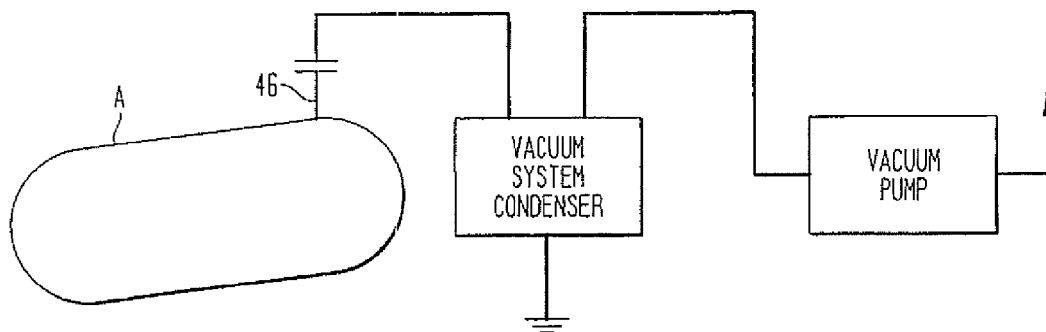 46
A
VACUUM
SYSTEM
CONDENSER
VACUUM
PUMP